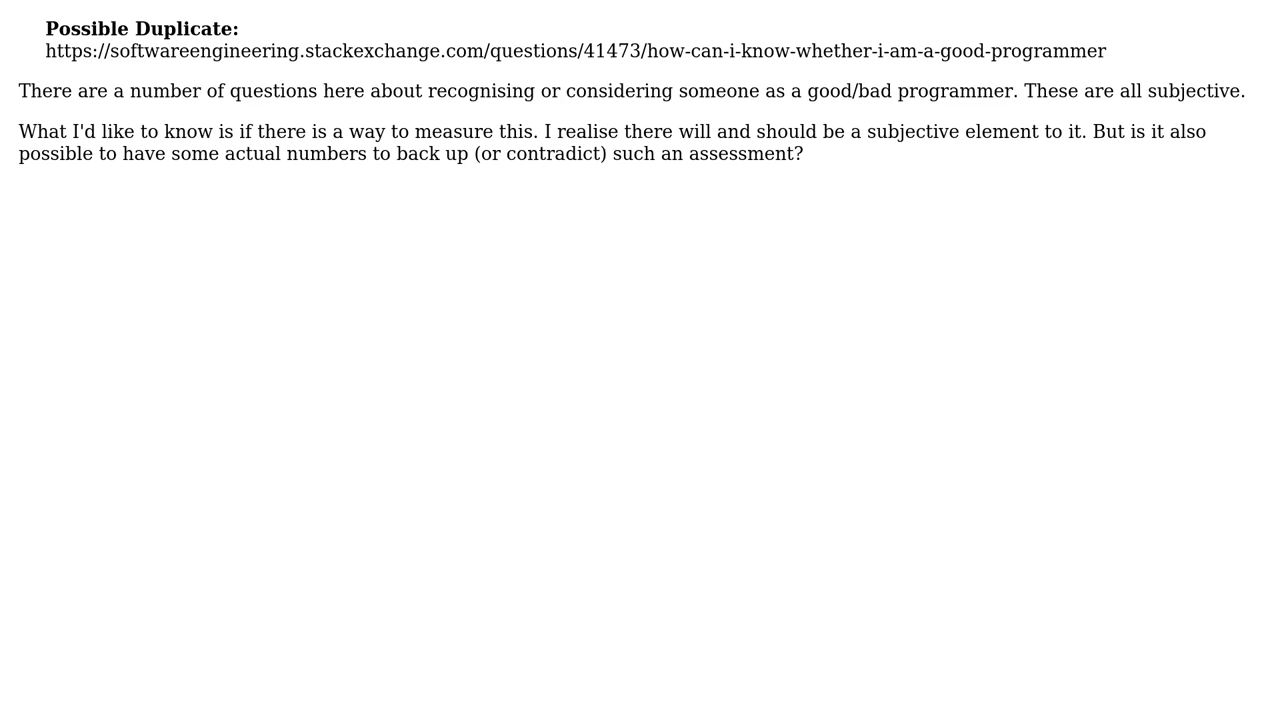 Possible Duplicate:
https://softwareengineering.stackexchange.com/questions/41473/how-can-i-know-whether-i-am-a-good-programmer
There are a number of questions here about recognising or considering someone as a good/bad programmer. These are all subjective.
What I'd like to know is if there is a way to measure this. I realise there will and should be a subjective element to it. But is it also
possible to have some actual numbers to back up (or contradict) such an assessment?